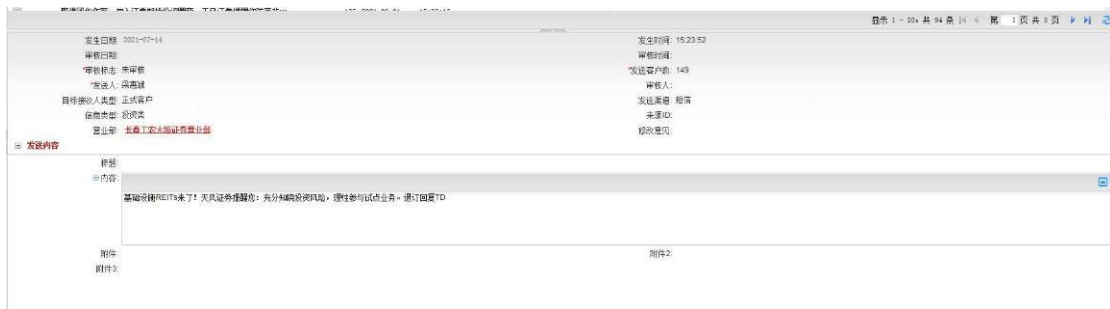 显示 1 - 20，共 94 条 第 1 页 共 5 页
发生日期: 2021-07-14 发生时间: 15:23:52
审核日期: 审核时间:
*审核标志: 未审核 *发送客户数: 149
*发送人: 梁惠斌 审核人:
目标接收人类型: 正式客户 发送渠道: 短信
信息类型: 投资类 来源ID:
营业部: 长春工农大路证券营业部 修改意见:
发送内容
标题:
内容:
基础设施REITs来了！天风证券提醒您：充分知晓投资风险，理性参与试点业务。退订回复TD
附件: 附件2:
附件3: